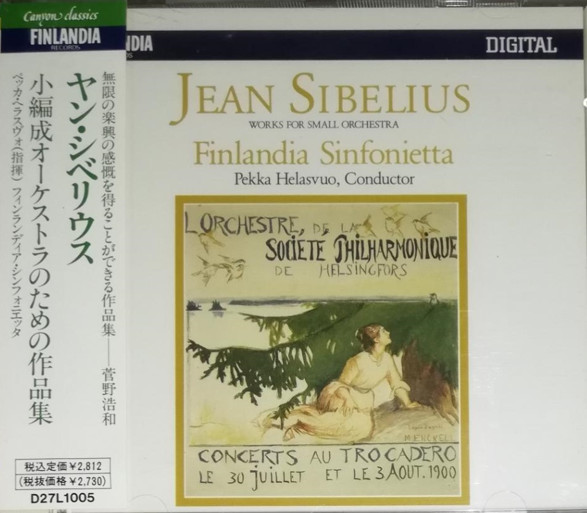 Canyon classics
FINLANDIA
RECORDS
無限の楽興の感慨を得ることができる作品集──菅野浩和
ヤン・シベリウス
小編成オーケストラのための作品集
ペッカ・ヘラスヴォ(指揮) フィンランディア・シンフォニエッタ
税込定価¥2,812
(税抜価格¥2,730)
D27L1005
NDIA
DIGITAL
JEAN SIBELIUS
WORKS FOR SMALL ORCHESTRA
Finlandia Sinfonietta
Pekka Helasvuo, Conductor
L'ORCHESTRE, DE LA
SOCIÉTÉ PHILHARMONIQUE
DE HELSINGFORS
CONCERTS AU TROCADERO
LE 30 JUILLET ET LE 3 AOUT. 1900